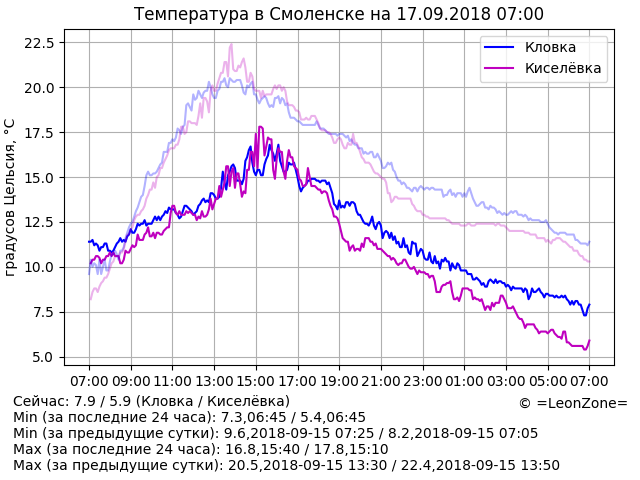 Температура в Смоленске на 17.09.2018 07:00
градусов Цельсия, °C
22.5
20.0
17.5
15.0
12.5
10.0
7.5
5.0
Кловка
Киселёвка
07:00 09:00 11:00 13:00 15:00 17:00 19:00 21:00 23:00 01:00 03:00 05:00 07:00
Сейчас: 7.9 / 5.9 (Кловка / Киселёвка)
© =LeonZone=
Min (за последние 24 часа): 7.3,06:45 / 5.4,06:45
Min (за предыдущие сутки): 9.6,2018-09-15 07:25 / 8.2,2018-09-15 07:05
Max (за последние 24 часа): 16.8,15:40 / 17.8,15:10
Max (за предыдущие сутки): 20.5,2018-09-15 13:30 / 22.4,2018-09-15 13:50